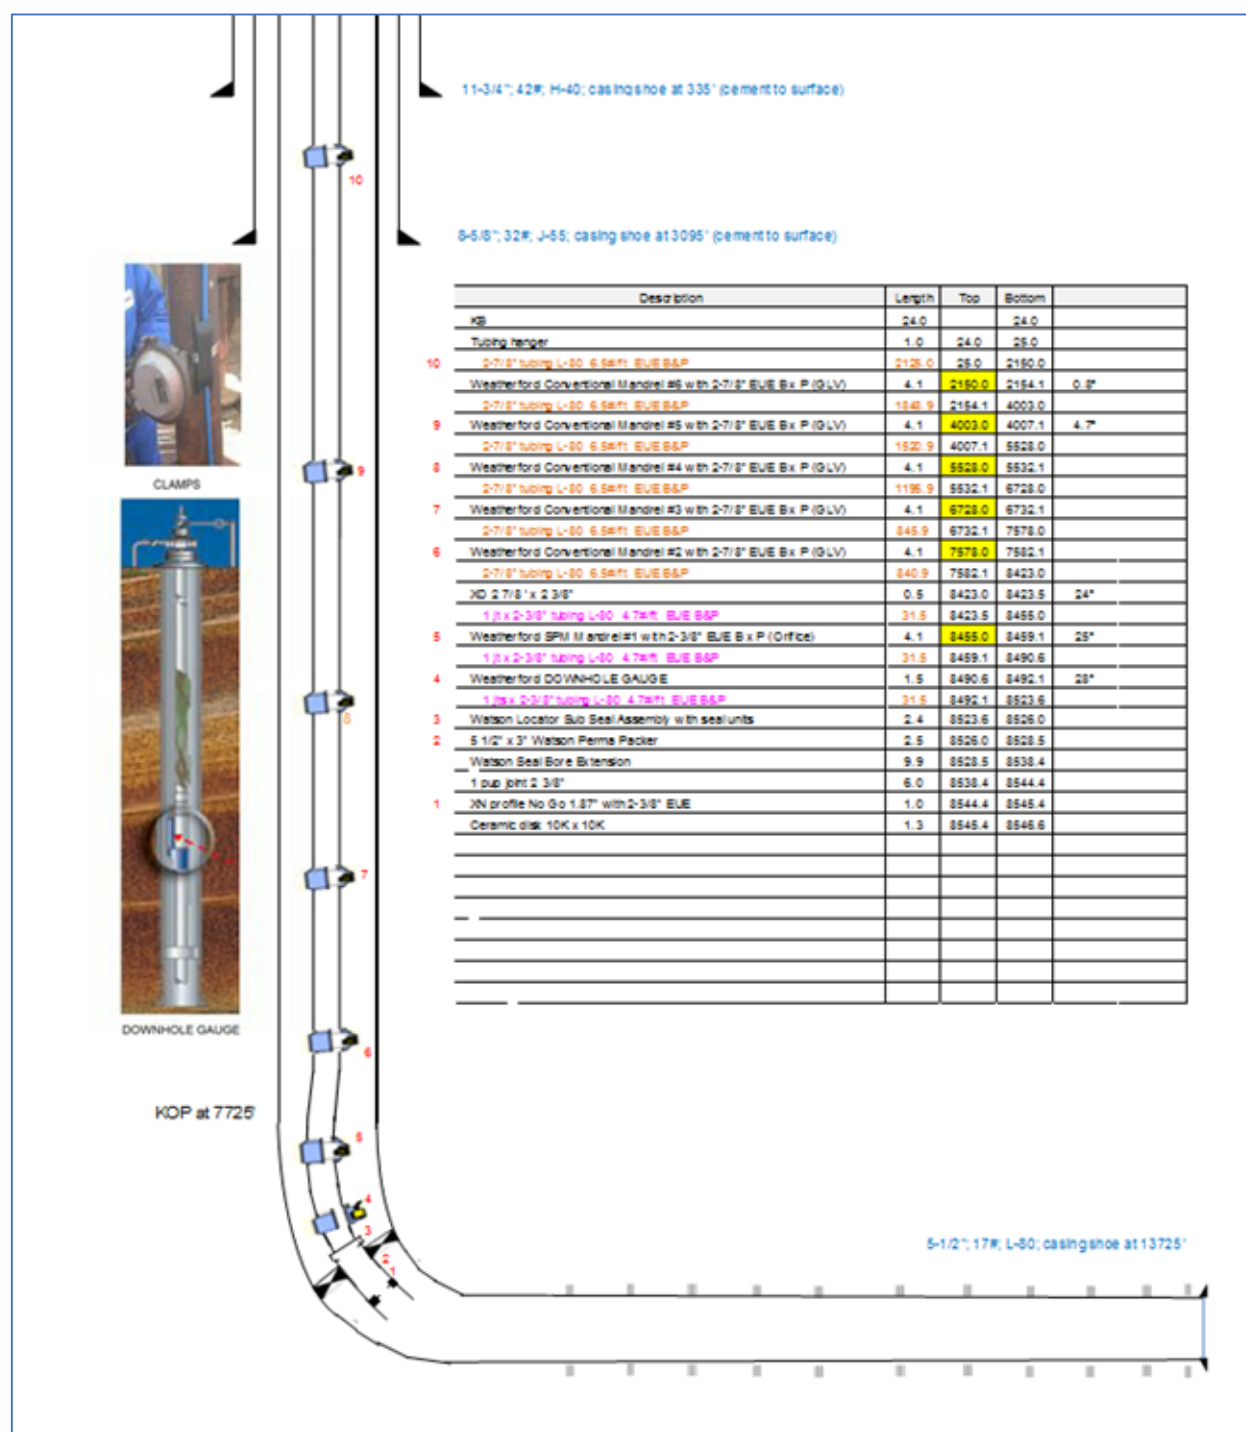 11-3/4"; 42#; H-40; casing shoe at 335' (cement to surface)
10
8-5/8"; 32#; J-55; casing shoe at 3095' (cement to surface)
Description Length Top Bottom
KB 24.0 24.0
Tubing hanger 1.0 24.0 25.0
10 2-7/8" tubing L-80 6.5#/ft EUE B&P 2125.0 25.0 2150.0
Weatherford Conventional Mandrel #6 with 2-7/8" EUE B x P (GLV) 4.1 2150.0 2154.1 0.8°
2-7/8" tubing L-80 6.5#/ft EUE B&P 1848.9 2154.1 4003.0
9 Weatherford Conventional Mandrel #5 with 2-7/8" EUE B x P (GLV) 4.1 4003.0 4007.1 4.7°
2-7/8" tubing L-80 6.5#/ft EUE B&P 1520.9 4007.1 5528.0
8 Weatherford Conventional Mandrel #4 with 2-7/8" EUE B x P (GLV) 4.1 5528.0 5532.1
2-7/8" tubing L-80 6.5#/ft EUE B&P 1195.9 5532.1 6728.0
7 Weatherford Conventional Mandrel #3 with 2-7/8" EUE B x P (GLV) 4.1 6728.0 6732.1
2-7/8" tubing L-80 6.5#/ft EUE B&P 845.9 6732.1 7578.0
6 Weatherford Conventional Mandrel #2 with 2-7/8" EUE B x P (GLV) 4.1 7578.0 7582.1
2-7/8" tubing L-80 6.5#/ft EUE B&P 840.9 7582.1 8423.0
XO 2 7/8" x 2 3/8" 0.5 8423.0 8423.5 24°
1 jt x 2-3/8" tubing L-80 4.7#/ft EUE B&P 31.5 8423.5 8455.0
5 Weatherford SPM Mandrel #1 with 2-3/8" EUE B x P (Orifice) 4.1 8455.0 8459.1 25°
1 jt x 2-3/8" tubing L-80 4.7#/ft EUE B&P 31.5 8459.1 8490.6
4 Weatherford DOWNHOLE GAUGE 1.5 8490.6 8492.1 28°
1 jts x 2-3/8" tubing L-80 4.7#/ft EUE B&P 31.5 8492.1 8523.6
3 Watson Locator Sub Seal Assembly with seal units 2.4 8523.6 8526.0
2 5 1/2" x 3" Watson Perma Packer 2.5 8526.0 8528.5
Watson Seal Bore Extension 9.9 8528.5 8538.4
1 pup joint 2 3/8" 6.0 8538.4 8544.4
1 XN profile No Go 1.87" with 2-3/8" EUE 1.0 8544.4 8545.4
Ceramic disk 10K x 10K 1.3 8545.4 8546.6
CLAMPS
9
8
7
DOWNHOLE GAUGE
6
KOP at 7725'
5
4
3
2
1
5-1/2"; 17#; L-80; casing shoe at 13725'